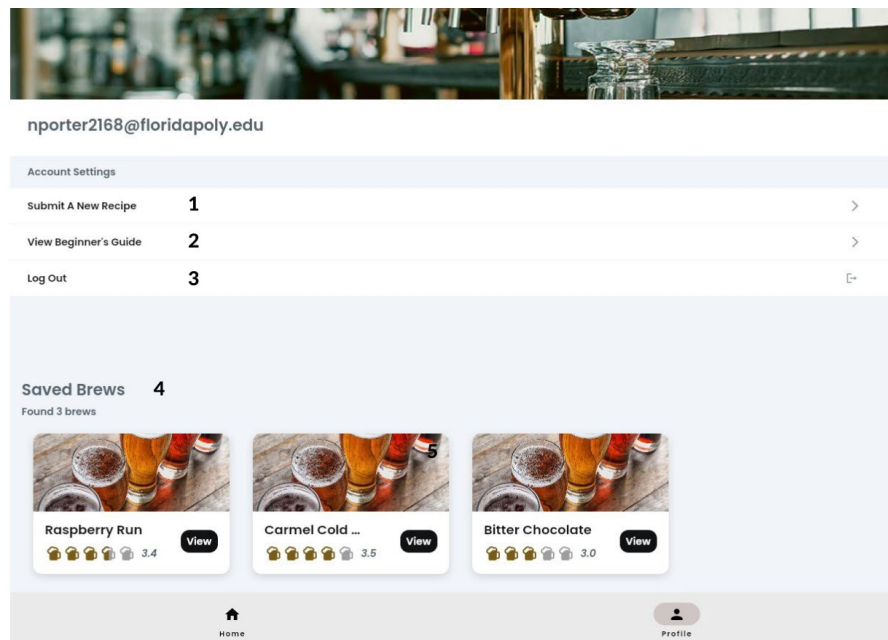 nporter2168@floridapoly.edu
Account Settings
Submit A New Recipe 1
View Beginner's Guide 2
Log Out 3
Saved Brews 4
Found 3 brews
5
Raspberry Run
View
3.4
Carmel Cold ...
View
3.5
Bitter Chocolate
View
3.0
Home
Profile